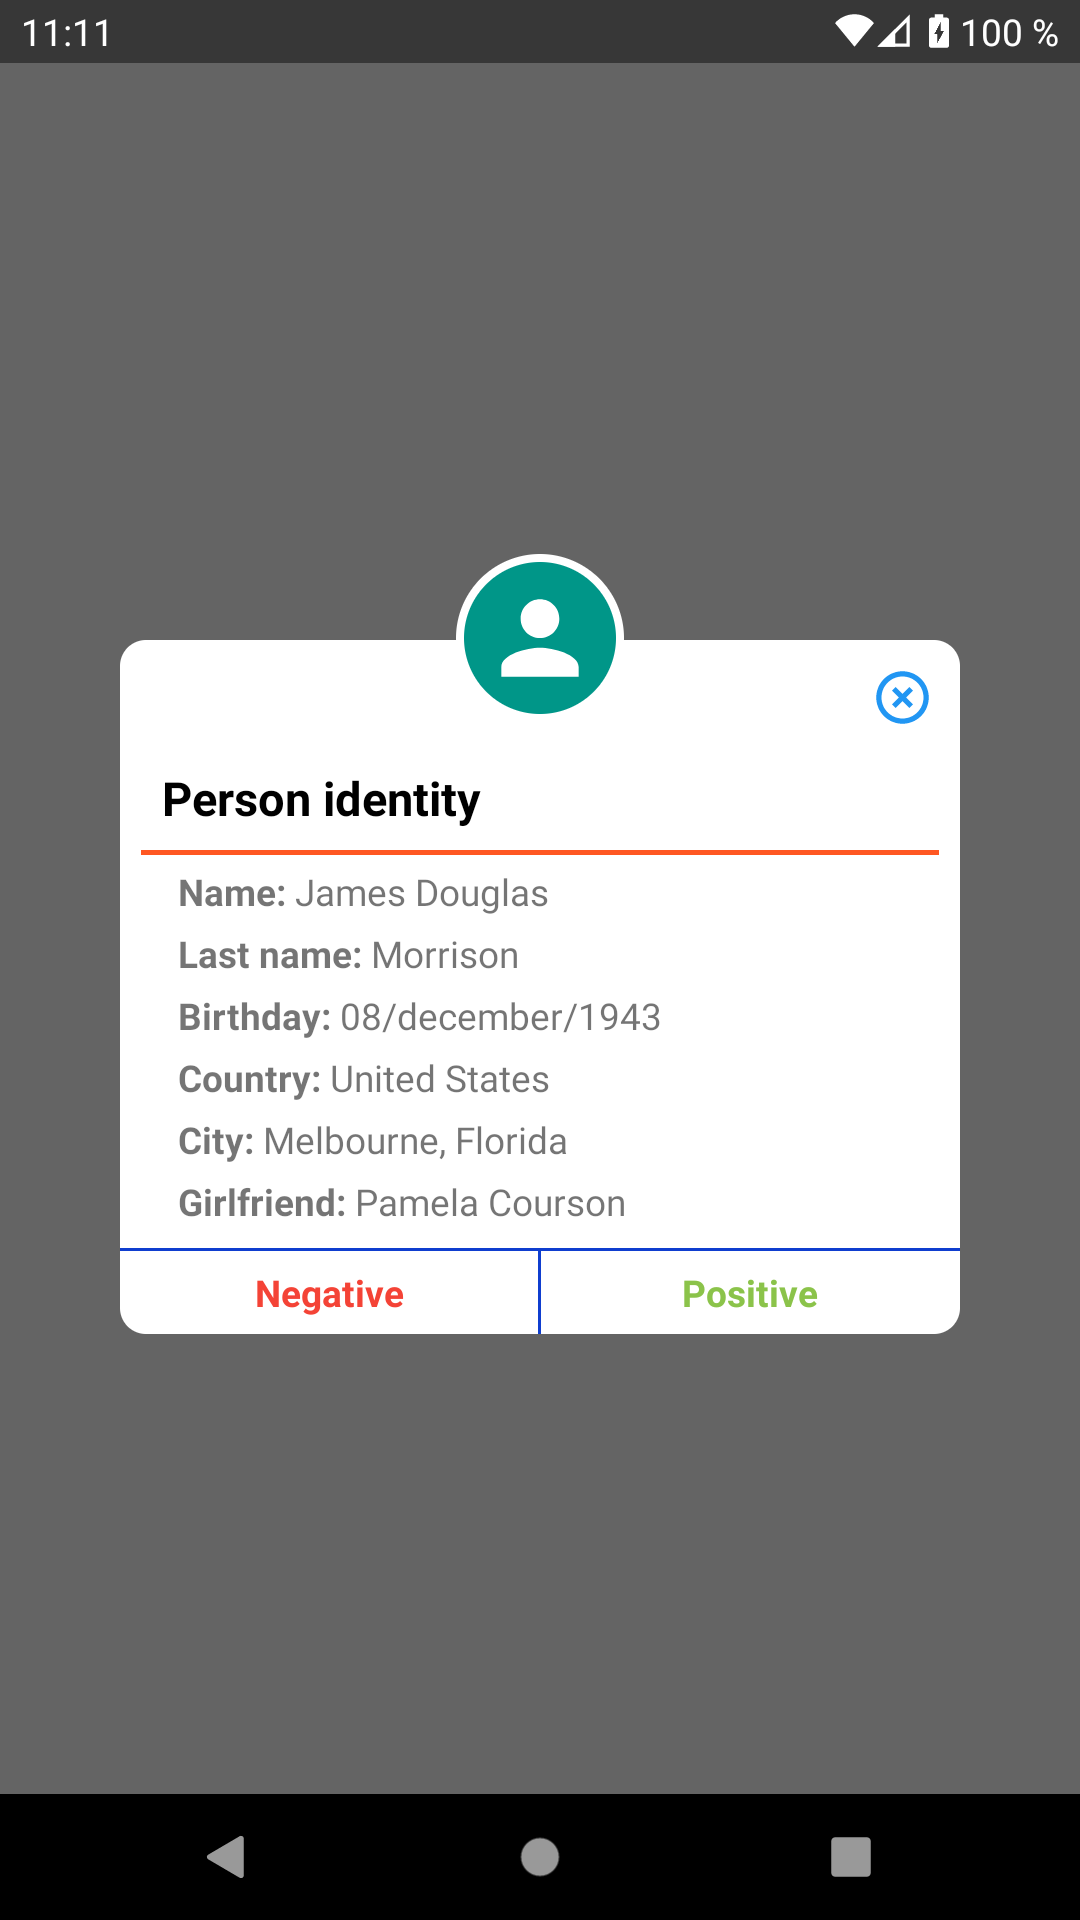 11:11 100 %
Person identity
Name: James Douglas
Last name: Morrison
Birthday: 08/december/1943
Country: United States
City: Melbourne, Florida
Girlfriend: Pamela Courson
Negative Positive